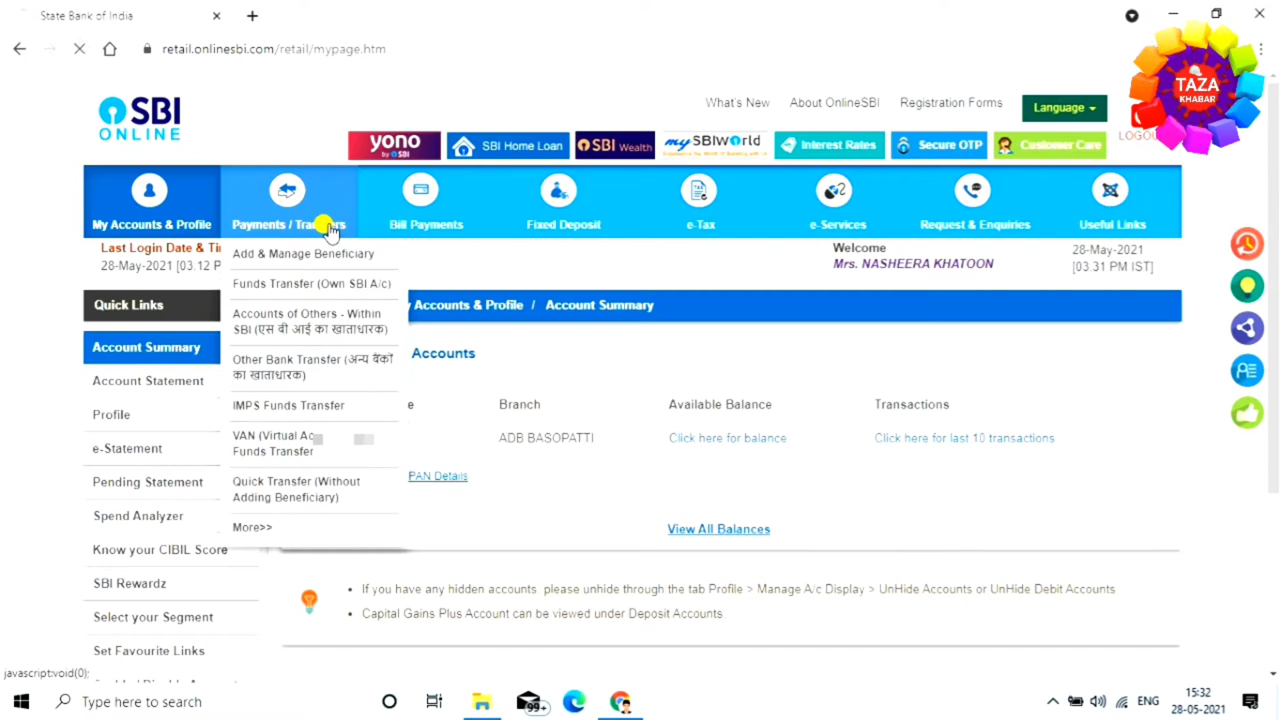 State Bank of India
retail.onlinesbi.com/retail/mypage.htm
TAZA
KHABAR
SBI
ONLINE
What's New About OnlineSBI Registration Forms Language
yono
by SBI
SBI Home Loan
SBI Wealth
my SBIWorld
Interest Rates
Secure OTP
Customer Care
My Accounts & Profile
Payments / Transfers
Bill Payments
Fixed Deposit
e-Tax
e-Services
Request & Enquiries
Useful Links
Last Login Date & Ti
28-May-2021 [03.12 P
Welcome
Mrs. NASHEERA KHATOON
28-May-2021
[03.31 PM IST]
Add & Manage Beneficiary
Funds Transfer (Own SBI A/c)
Accounts of Others - Within
SBI (एस बी आई का खाताधारक)
Other Bank Transfer (अन्य बैंकों
का खाताधारक)
IMPS Funds Transfer
VAN (Virtual Ac
Funds Transfer
Quick Transfer (Without
Adding Beneficiary)
More>>
Quick Links
Account Summary
Account Statement
Profile
e-Statement
Pending Statement
Spend Analyzer
Know your CIBIL Score
SBI Rewardz
Select your Segment
Set Favourite Links
y Accounts & Profile / Account Summary
Accounts
e Branch Available Balance Transactions
ADB BASOPATTI Click here for balance Click here for last 10 transactions
PAN Details
View All Balances
• If you have any hidden accounts please unhide through the tab Profile > Manage A/c Display > UnHide Accounts or UnHide Debit Accounts
• Capital Gains Plus Account can be viewed under Deposit Accounts
javascript:void(0);
Type here to search
99+
ENG
15:32
28-05-2021